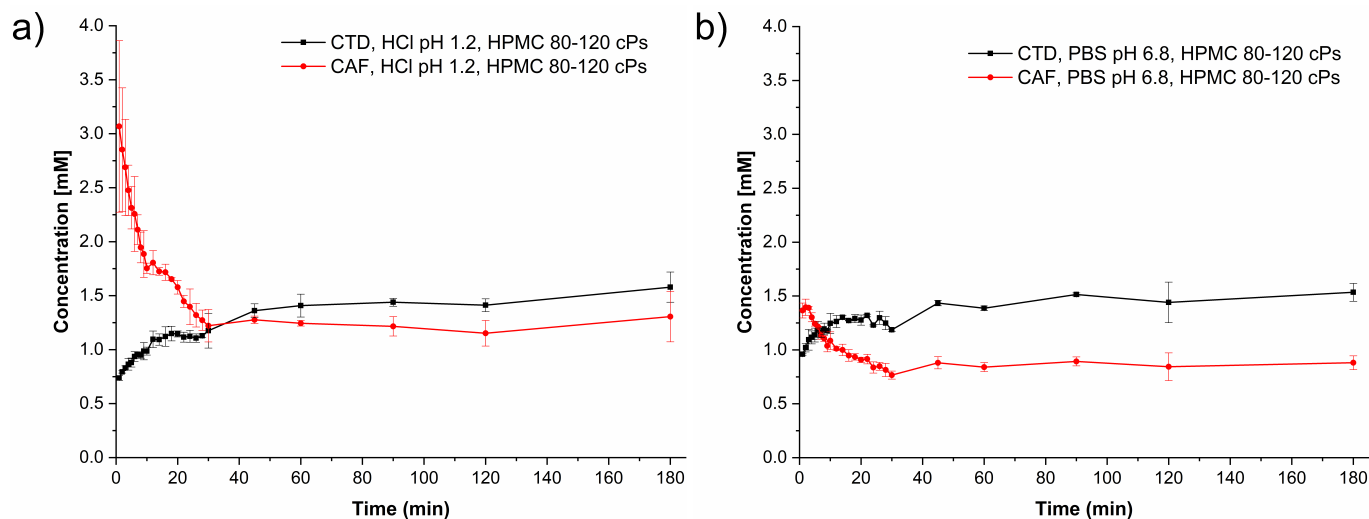 a)
CTD, HCl pH 1.2, HPMC 80-120 cPs
CAF, HCl pH 1.2, HPMC 80-120 cPs
Concentration [mM]
4.0
3.5
3.0
2.5
2.0
1.5
1.0
0.5
0.0
0 20 40 60 80 100 120 140 160 180
Time (min)
b)
CTD, PBS pH 6.8, HPMC 80-120 cPs
CAF, PBS pH 6.8, HPMC 80-120 cPs
Concentration [mM]
4.0
3.5
3.0
2.5
2.0
1.5
1.0
0.5
0.0
0 20 40 60 80 100 120 140 160 180
Time (min)